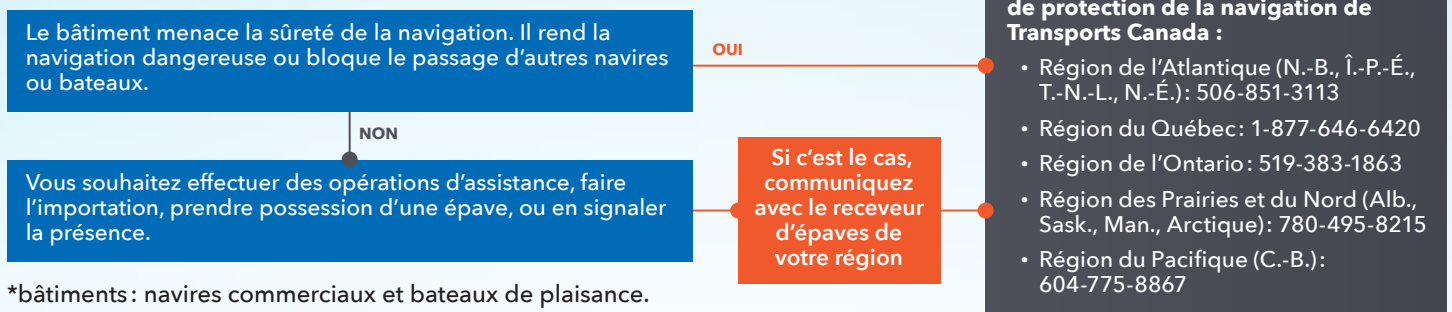 Le bâtiment menace la sûreté de la navigation. Il rend la
navigation dangereuse ou bloque le passage d'autres navires
ou bateaux.
OUI
NON
Vous souhaitez effectuer des opérations d'assistance, faire
l'importation, prendre possession d'une épave, ou en signaler
la présence.
Si c'est le cas,
communiquez
avec le receveur
d'épaves de
votre région
de protection de la navigation de
Transports Canada :
• Région de l'Atlantique (N.-B., Î.-P.-É.,
T.-N.-L., N.-É.): 506-851-3113
• Région du Québec: 1-877-646-6420
• Région de l'Ontario: 519-383-1863
• Région des Prairies et du Nord (Alb.,
Sask., Man., Arctique): 780-495-8215
• Région du Pacifique (C.-B.):
604-775-8867
*bâtiments: navires commerciaux et bateaux de plaisance.